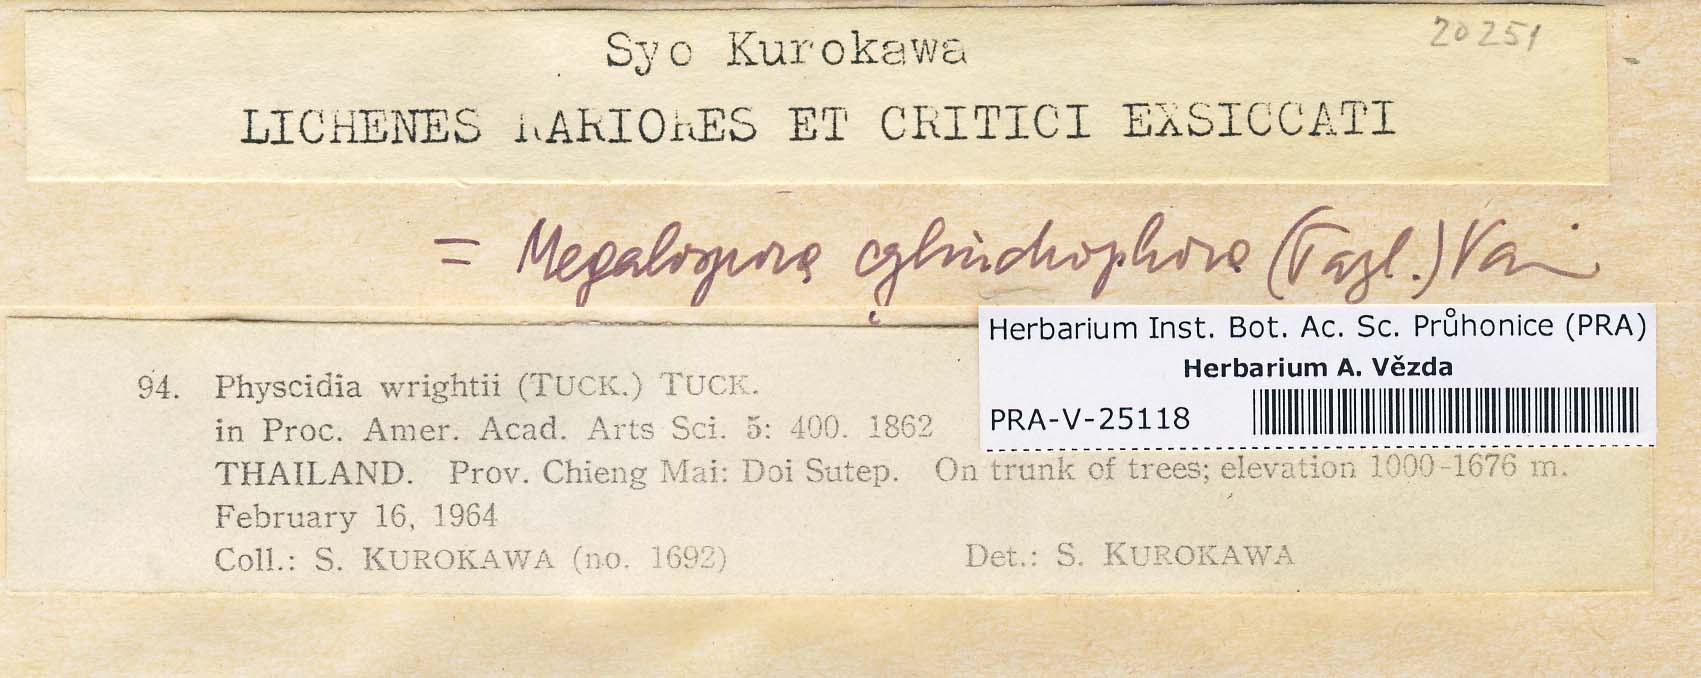 20251
Syo Kurokawa
LICHENES RARIORES ET CRITICI EXSICCATI
= Megalospora cylindrophora (Tayl.) Vain
Herbarium Inst. Bot. Ac. Sc. Průhonice (PRA)
Herbarium A. Vězda
PRA-V-25118
94. Physcidia wrightii (TUCK.) TUCK.
in Proc. Amer. Acad. Arts Sci. 5: 400. 1862
THAILAND. Prov. Chieng Mai: Doi Sutep. On trunk of trees; elevation 1000-1676 m.
February 16, 1964
Coll.: S. KUROKAWA (no. 1692) Det.: S. KUROKAWA